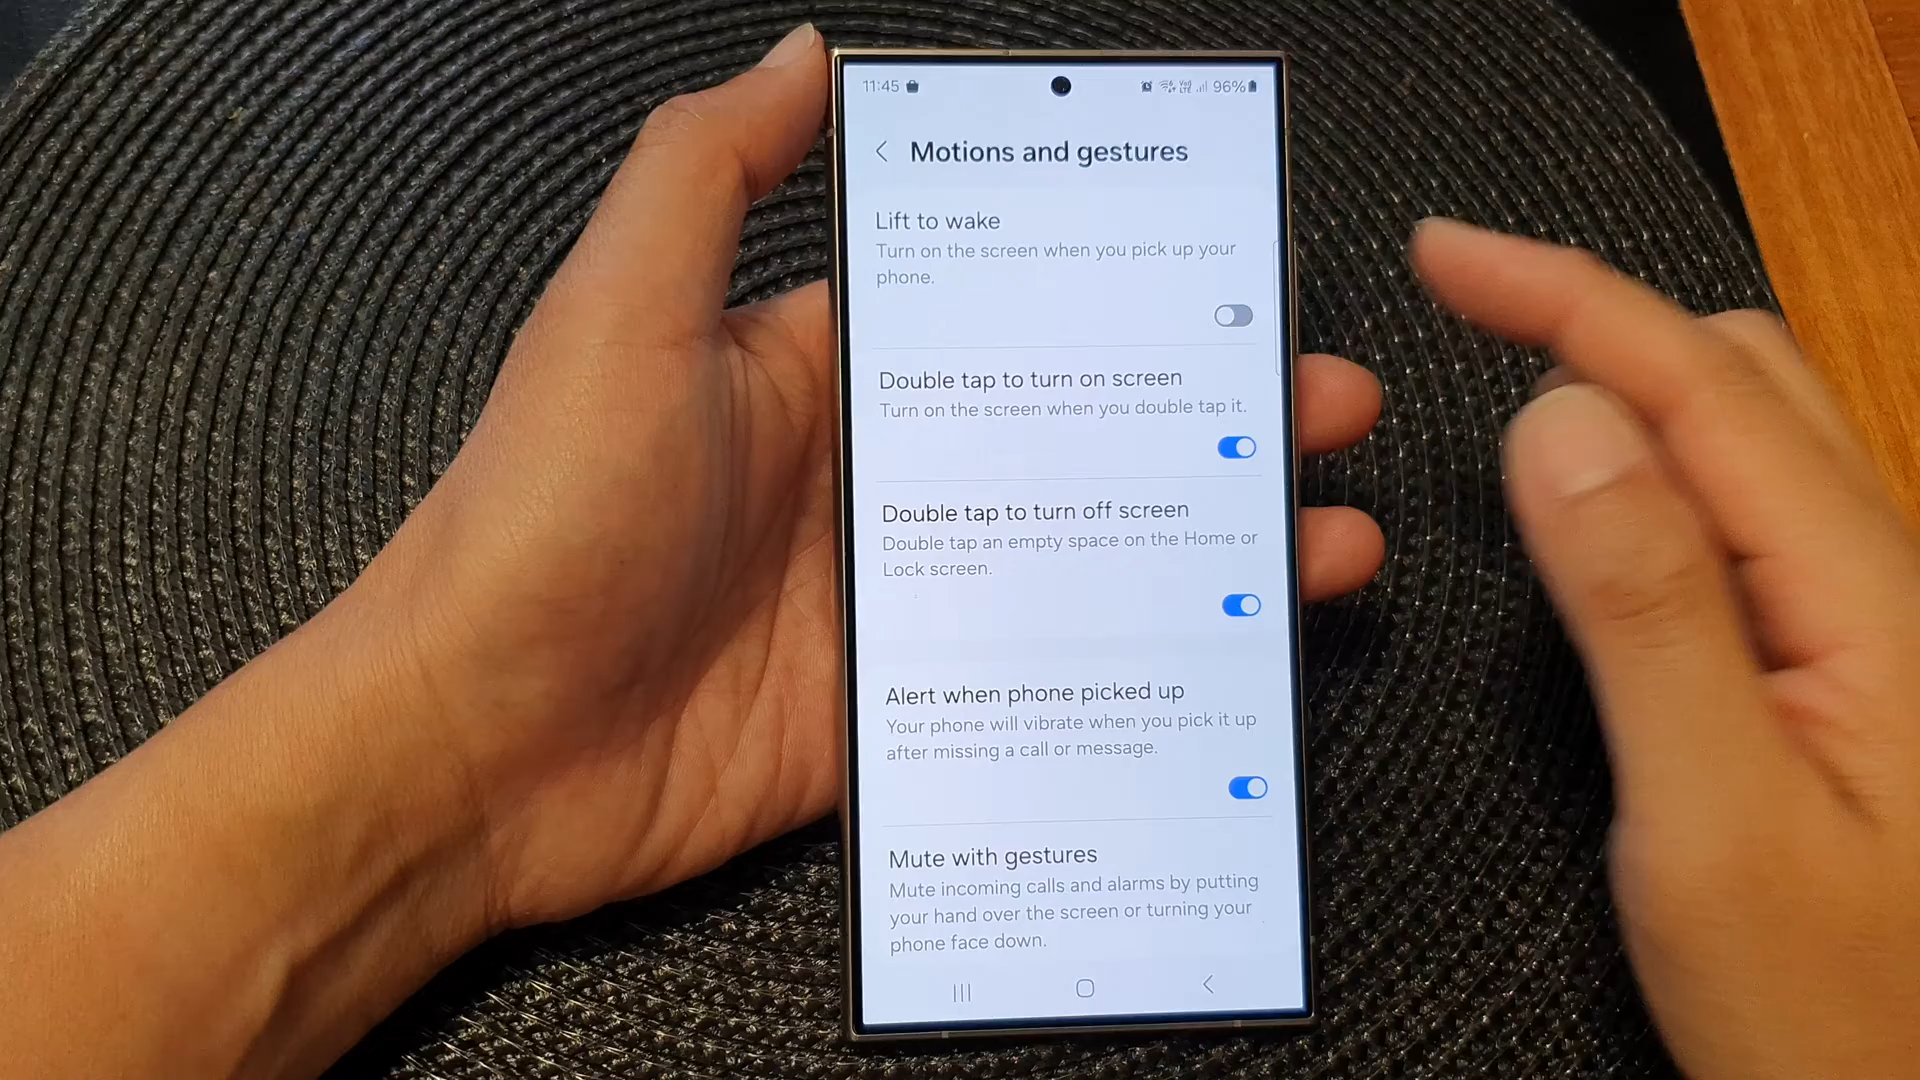 11:45
96%
Motions and gestures
Lift to wake
Turn on the screen when you pick up your
phone.
Double tap to turn on screen
Turn on the screen when you double tap it.
Double tap to turn off screen
Double tap an empty space on the Home or
Lock screen.
Alert when phone picked up
Your phone will vibrate when you pick it up
after missing a call or message.
Mute with gestures
Mute incoming calls and alarms by putting
your hand over the screen or turning your
phone face down.